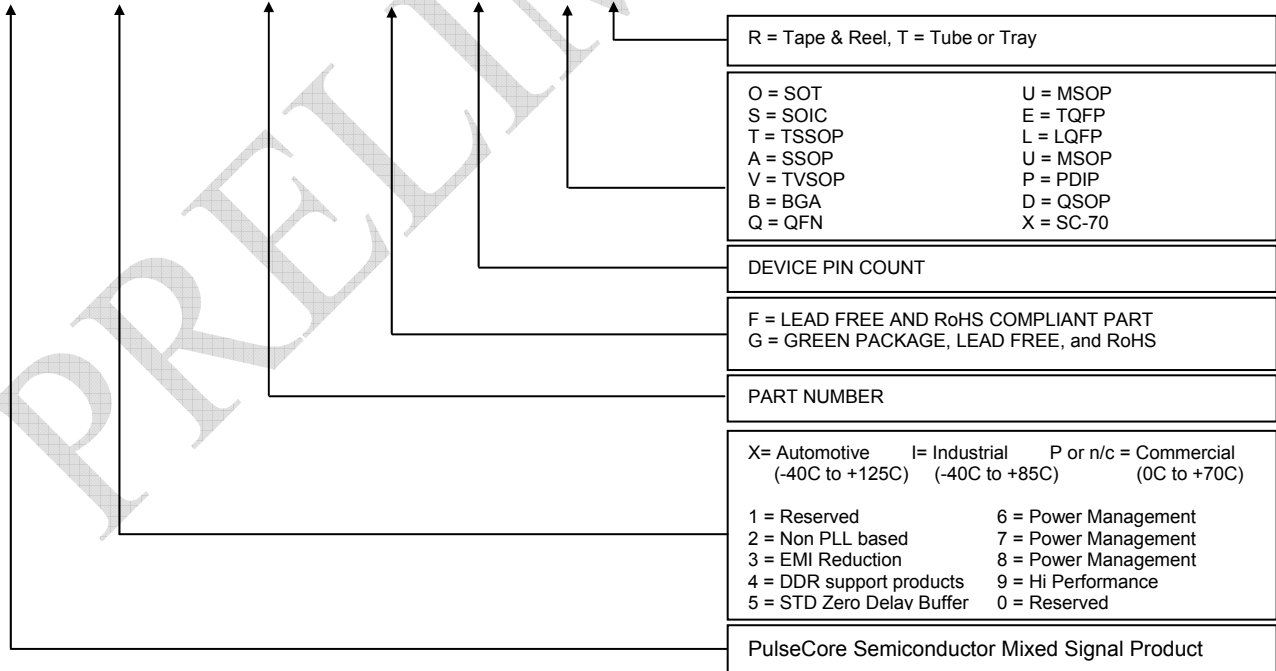 R = Tape & Reel, T = Tube or Tray
O = SOT U = MSOP
S = SOIC E = TQFP
T = TSSOP L = LQFP
A = SSOP U = MSOP
V = TVSOP P = PDIP
B = BGA D = QSOP
Q = QFN X = SC-70
DEVICE PIN COUNT
F = LEAD FREE AND RoHS COMPLIANT PART
G = GREEN PACKAGE, LEAD FREE, and RoHS
PART NUMBER
X= Automotive I= Industrial P or n/c = Commercial
(-40C to +125C) (-40C to +85C) (0C to +70C)
1 = Reserved 6 = Power Management
2 = Non PLL based 7 = Power Management
3 = EMI Reduction 8 = Power Management
4 = DDR support products 9 = Hi Performance
5 = STD Zero Delay Buffer 0 = Reserved
PulseCore Semiconductor Mixed Signal Product
PRELI